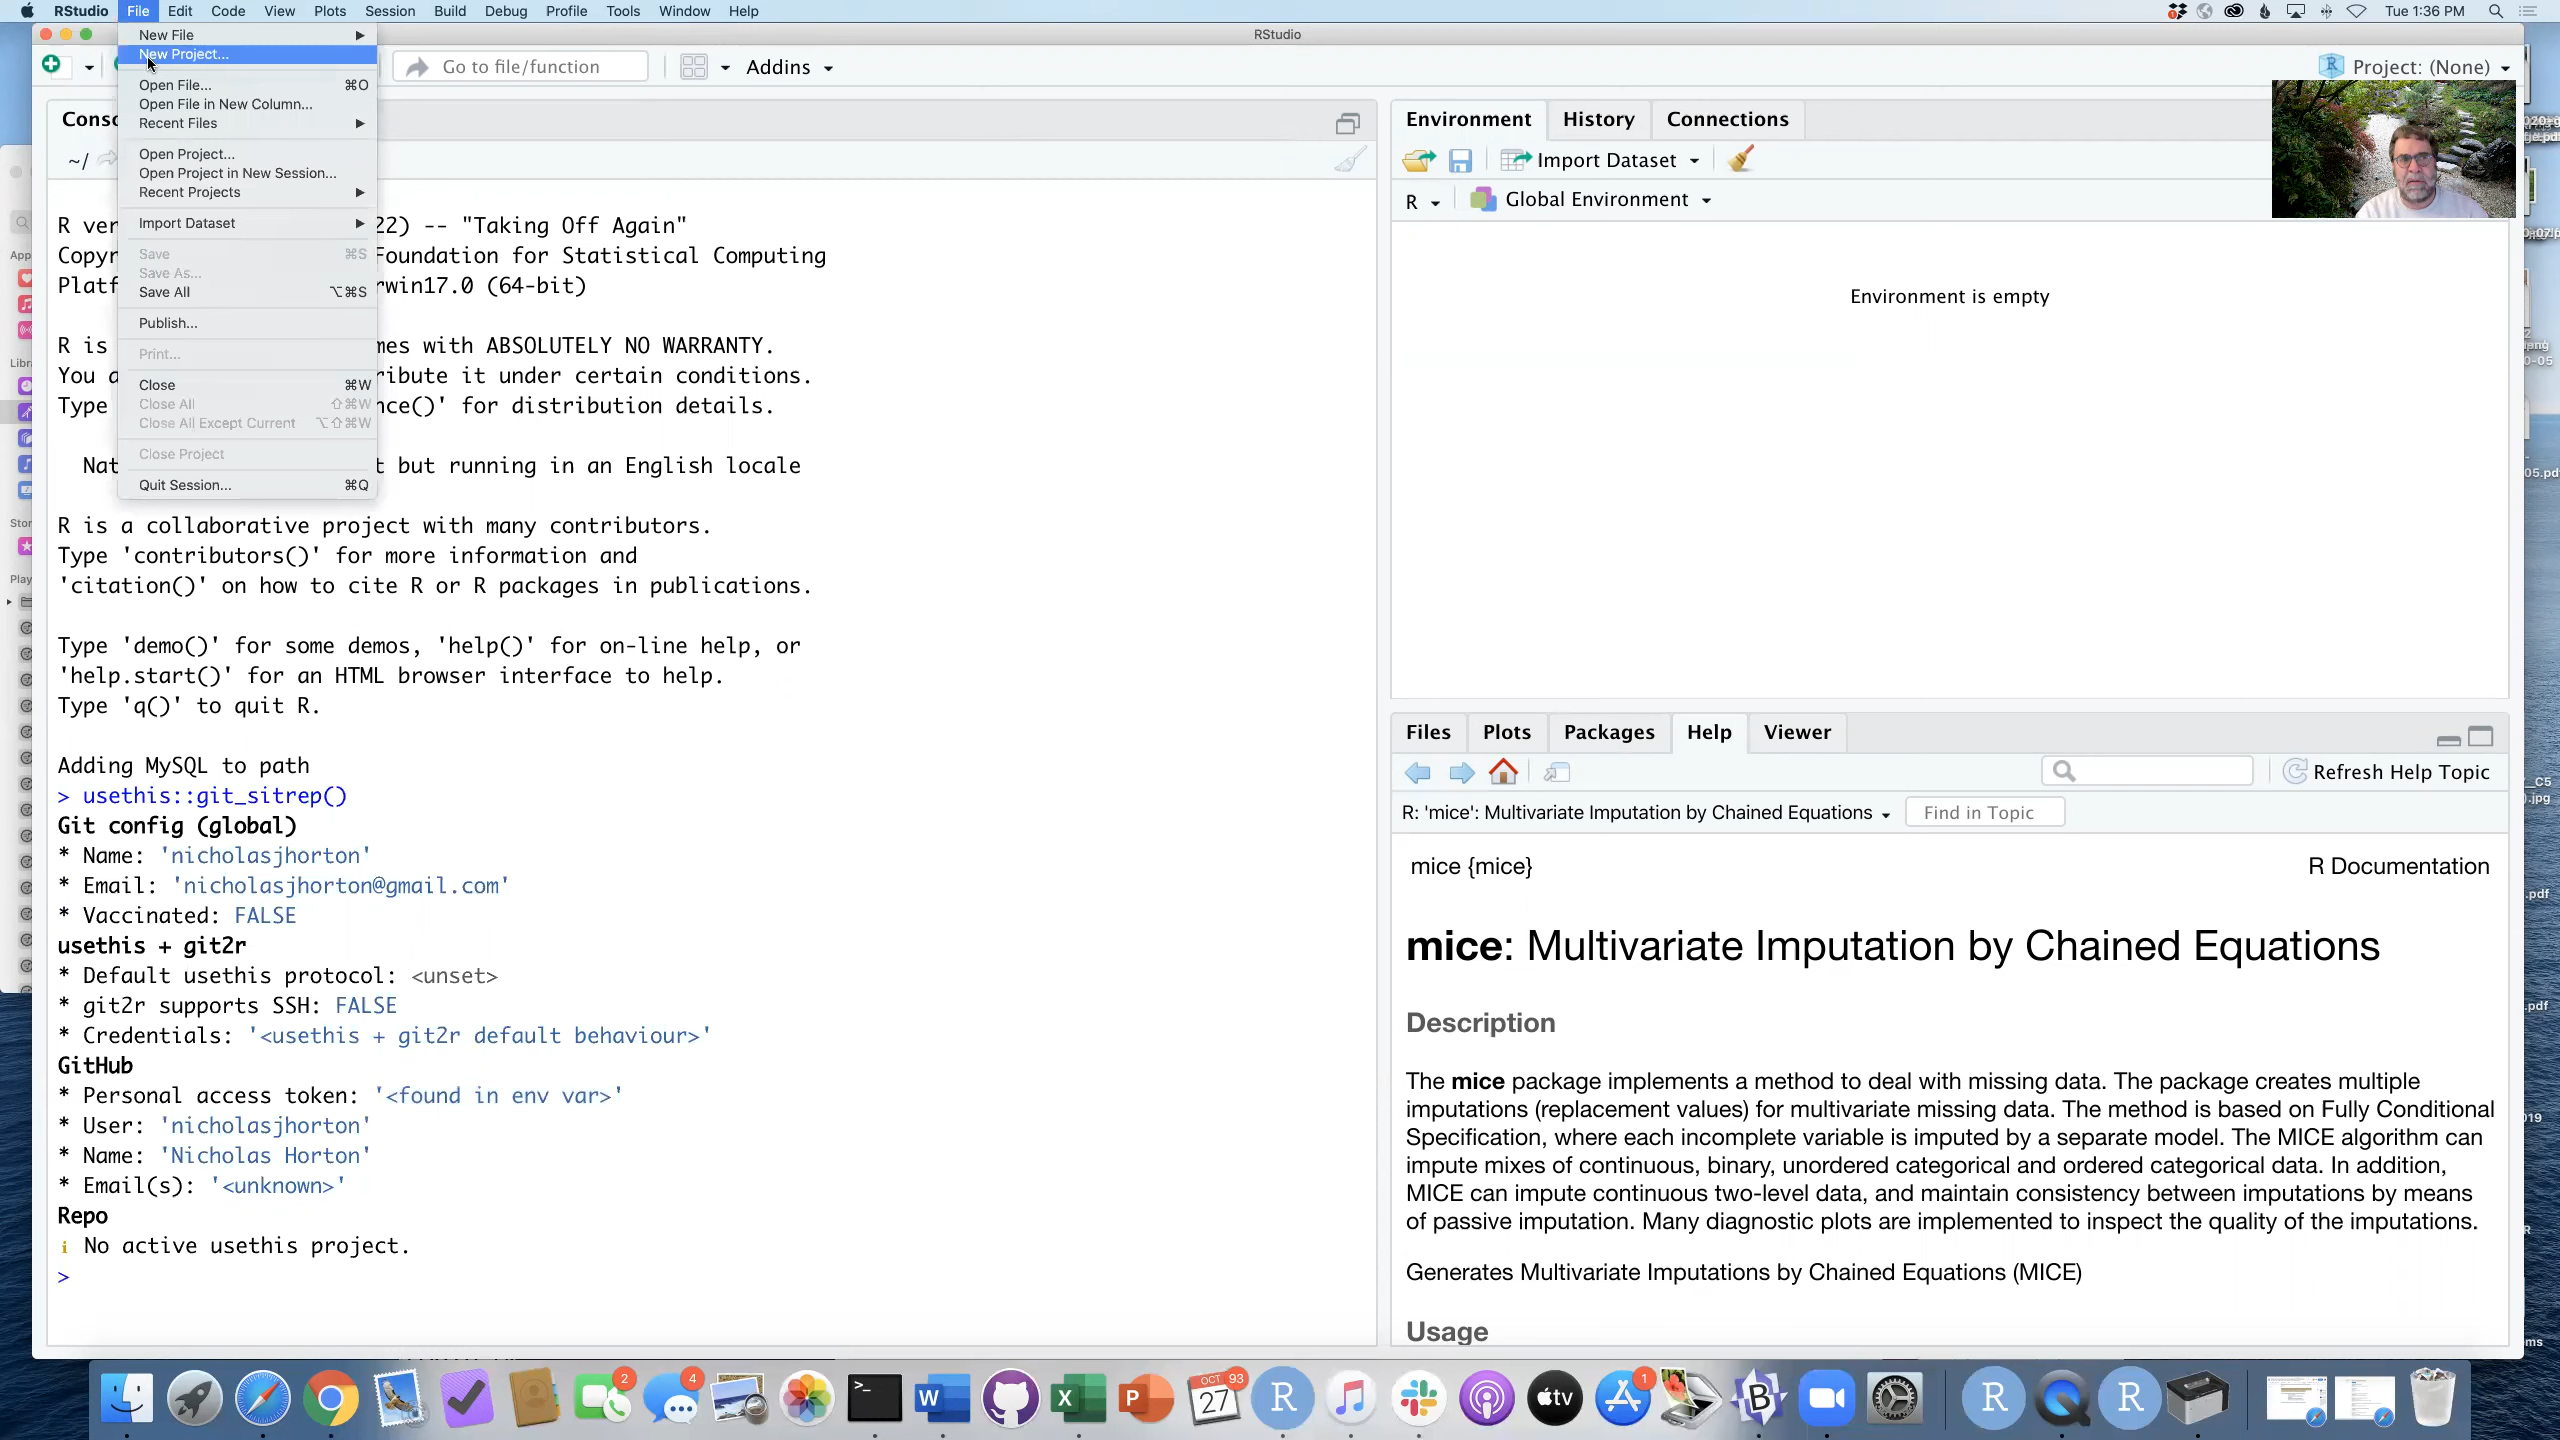 RStudio File Edit Code View Plots Session Build Debug Profile Tools Window Help Tue 1:36 PM
RStudio
New File
New Project...
Open File... ⌘O
Open File in New Column...
Recent Files
Open Project...
Open Project in New Session...
Recent Projects
Import Dataset
Save ⌘S
Save As...
Save All ⌥⌘S
Publish...
Print...
Close ⌘W
Close All ⇧⌘W
Close All Except Current ⌥⇧⌘W
Close Project
Quit Session... ⌘Q
Go to file/function Addins Project: (None)
Conso
~/
R ver 22) -- "Taking Off Again"
Copyr Foundation for Statistical Computing
Platf rwin17.0 (64-bit)
R is mes with ABSOLUTELY NO WARRANTY.
You a ribute it under certain conditions.
Type nce()' for distribution details.
Nat t but running in an English locale
R is a collaborative project with many contributors.
Type 'contributors()' for more information and
'citation()' on how to cite R or R packages in publications.
Type 'demo()' for some demos, 'help()' for on-line help, or
'help.start()' for an HTML browser interface to help.
Type 'q()' to quit R.
Adding MySQL to path
> usethis::git_sitrep()
Git config (global)
* Name: 'nicholasjhorton'
* Email: 'nicholasjhorton@gmail.com'
* Vaccinated: FALSE
usethis + git2r
* Default usethis protocol: <unset>
* git2r supports SSH: FALSE
* Credentials: '<usethis + git2r default behaviour>'
GitHub
* Personal access token: '<found in env var>'
* User: 'nicholasjhorton'
* Name: 'Nicholas Horton'
* Email(s): '<unknown>'
Repo
i No active usethis project.
>
Environment History Connections
Import Dataset
R Global Environment
Environment is empty
Files Plots Packages Help Viewer
Refresh Help Topic
R: 'mice': Multivariate Imputation by Chained Equations Find in Topic
mice {mice} R Documentation
mice: Multivariate Imputation by Chained Equations
Description
The mice package implements a method to deal with missing data. The package creates multiple
imputations (replacement values) for multivariate missing data. The method is based on Fully Conditional
Specification, where each incomplete variable is imputed by a separate model. The MICE algorithm can
impute mixes of continuous, binary, unordered categorical and ordered categorical data. In addition,
MICE can impute continuous two-level data, and maintain consistency between imputations by means
of passive imputation. Many diagnostic plots are implemented to inspect the quality of the imputations.
Generates Multivariate Imputations by Chained Equations (MICE)
Usage
App
Libr
Stor
Play
05.pd
.jpg
.pdf
.pdf
2 4 >_ W X P OCT 93 27 R tv 1 B R R